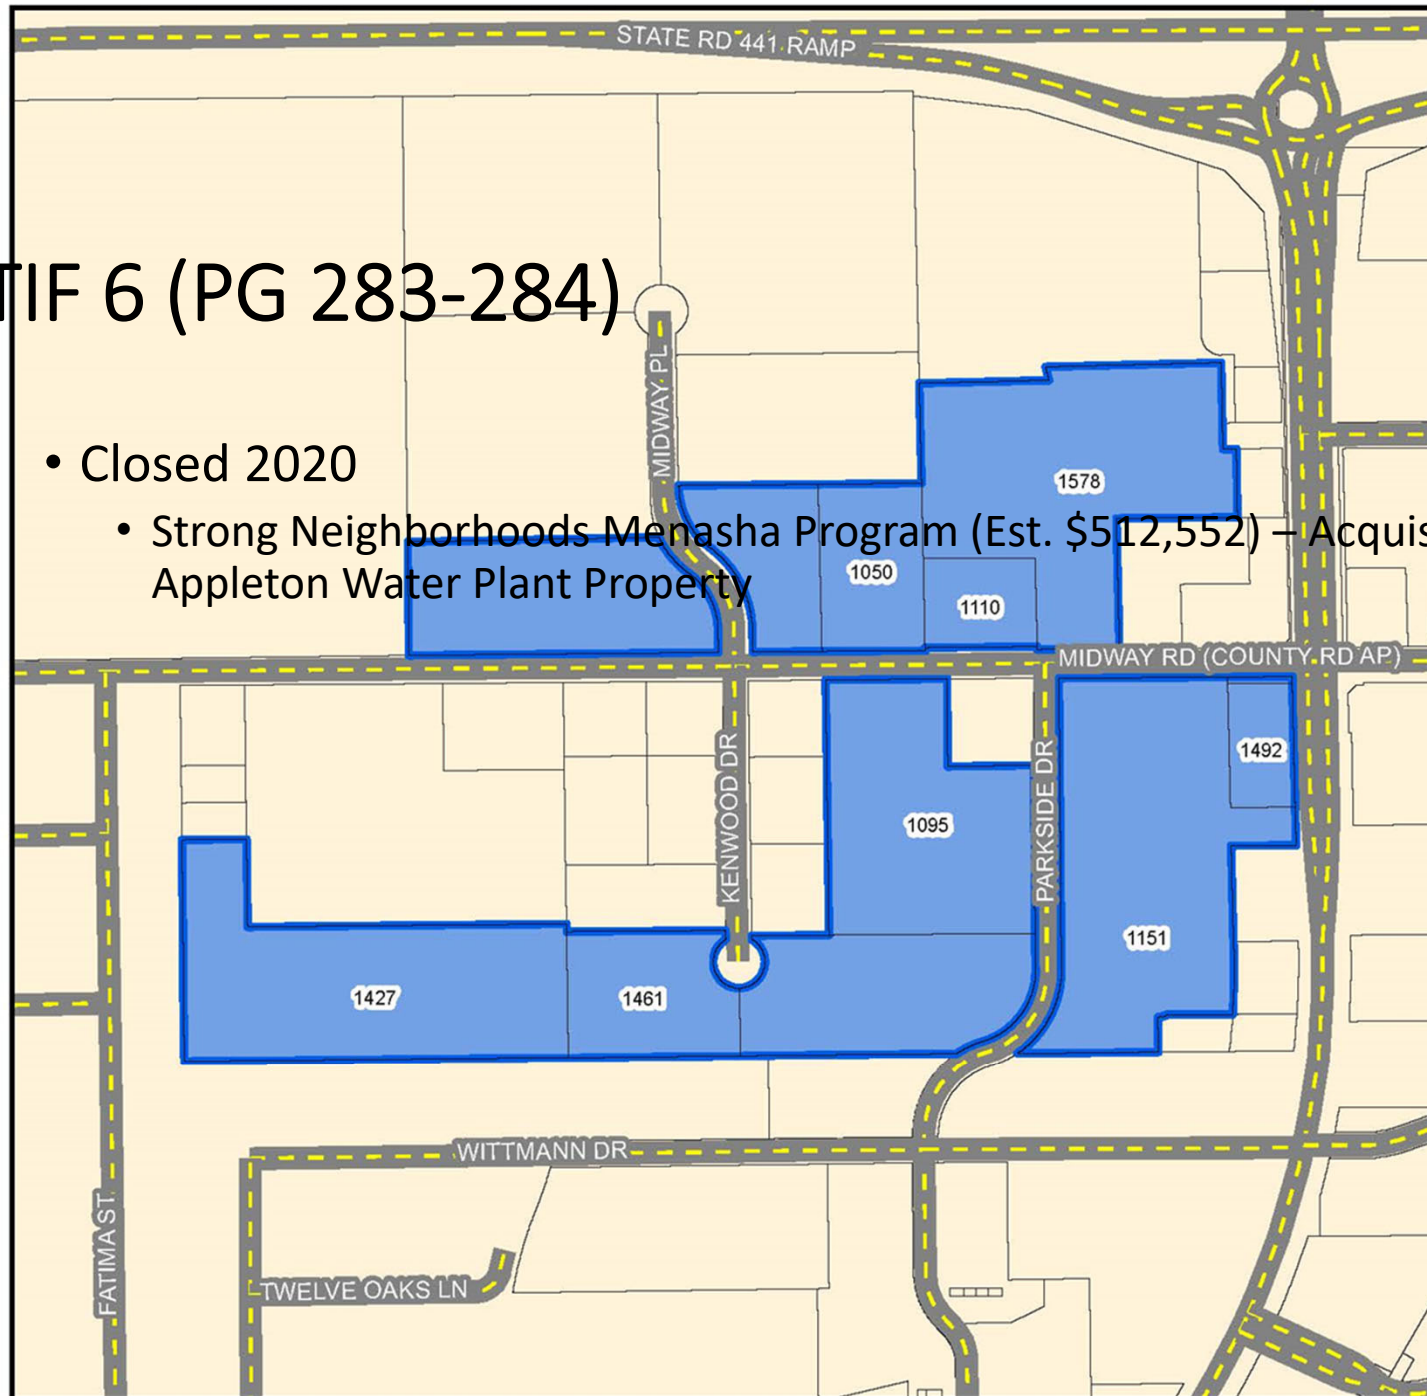 STATE RD 441 RAMP
TIF 6 (PG 283-284)
MIDWAY PL
• Closed 2020
1578
• Strong Neighborhoods Menasha Program (Est. $512,552) – Acquis
Appleton Water Plant Property
1050
1110
MIDWAY RD (COUNTY RD AP)
KENWOOD DR
PARKSIDE DR
1492
1095
1151
1427
1461
WITTMANN DR
FATIMA ST
TWELVE OAKS LN